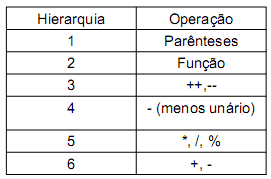 Hierarquia Operação
1 Parênteses
2 Função
3 ++,--
4 - (menos unário)
5 *, /, %
6 +, -